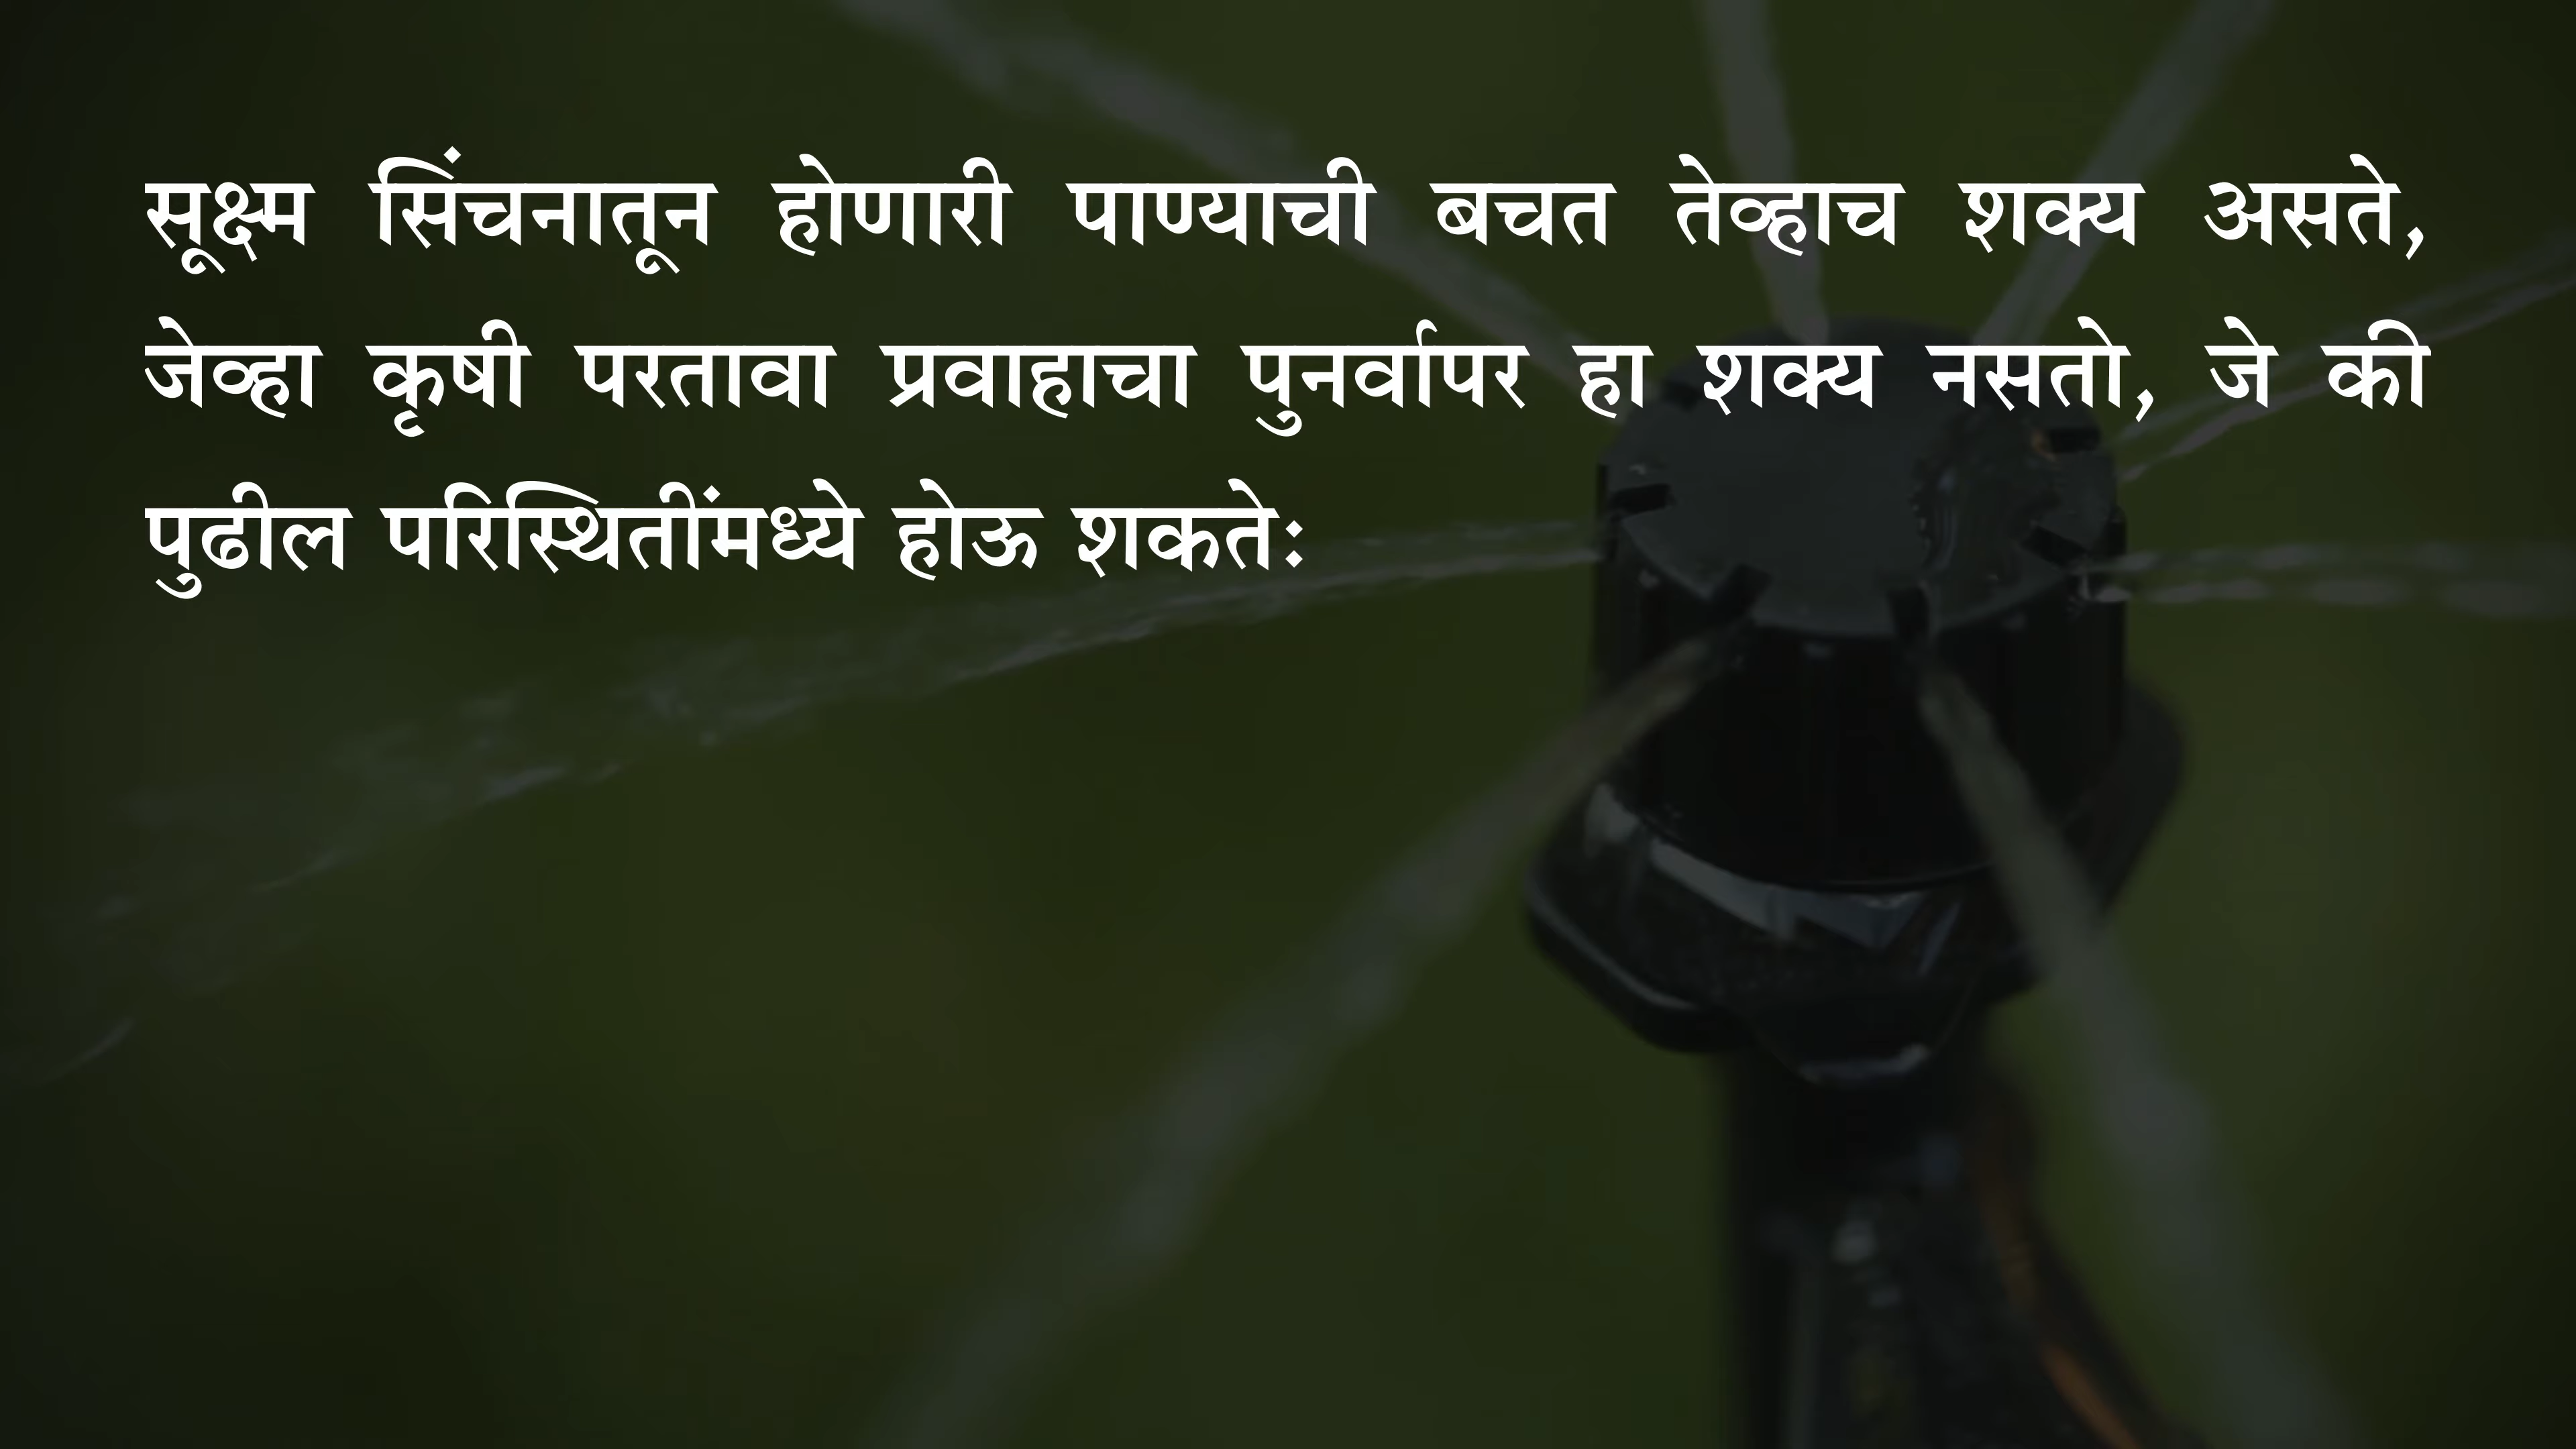 सूक्ष्म सिंचनातून होणारी पाण्याची बचत तेव्हाच शक्य असते,
जेव्हा कृषी परतावा प्रवाहाचा पुनर्वापर हा शक्य नसतो, जे की
पुढील परिस्थितींमध्ये होऊ शकते: